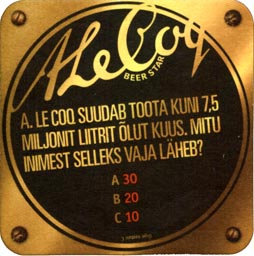 A Le Coq
BEER STAR
A. LE COQ SUUDAB TOOTA KUNI 7,5
MILJONIT LIITRIT ÕLUT KUUS. MITU
INIMEST SELLEKS VAJA LÄHEB?
A 30
B 20
C 10